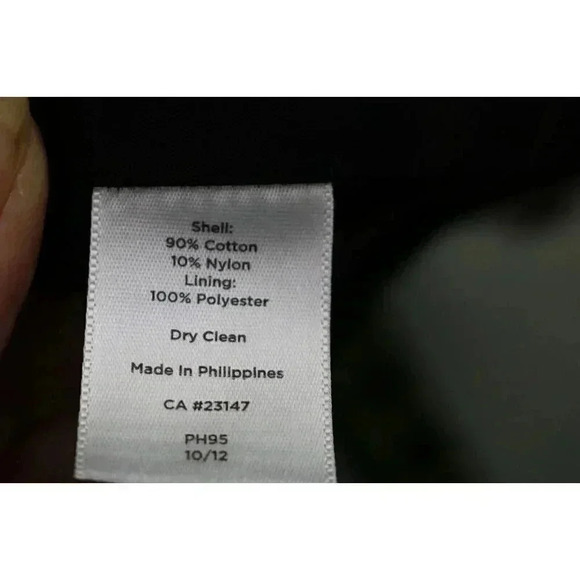 Shell:
90% Cotton
10% Nylon
Lining:
100% Polyester
Dry Clean
Made In Philippines
CA #23147
PH95
10/12